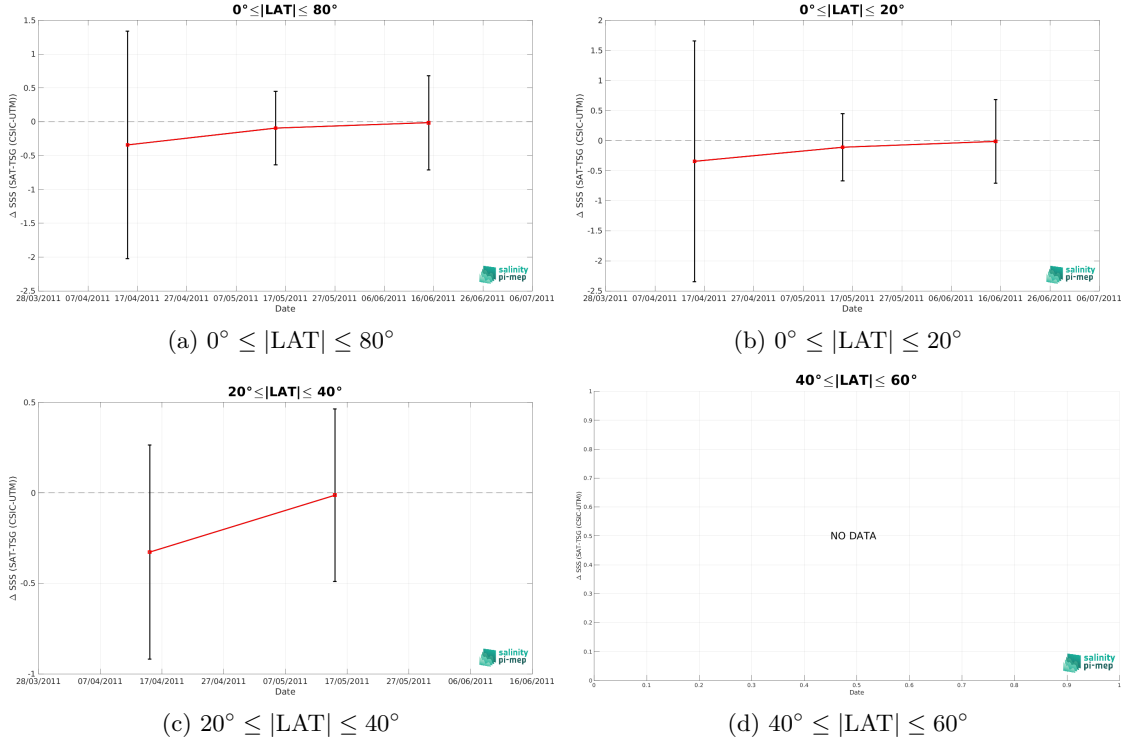 0°≤|LAT|≤ 80°
1.5
1
0.5
0
-0.5
-1
-1.5
-2
-2.5
Δ SSS (SAT-TSG (CSIC-UTM))
28/03/2011 07/04/2011 17/04/2011 27/04/2011 07/05/2011 17/05/2011 27/05/2011 06/06/2011 16/06/2011 26/06/2011 06/07/2011
Date
salinity
pi-mep
(a) 0° ≤ |LAT| ≤ 80°
0°≤|LAT|≤ 20°
2
1.5
1
0.5
0
-0.5
-1
-1.5
-2
-2.5
Δ SSS (SAT-TSG (CSIC-UTM))
28/03/2011 07/04/2011 17/04/2011 27/04/2011 07/05/2011 17/05/2011 27/05/2011 06/06/2011 16/06/2011 26/06/2011 06/07/2011
Date
salinity
pi-mep
(b) 0° ≤ |LAT| ≤ 20°
20°≤|LAT|≤ 40°
0.5
0
-0.5
-1
Δ SSS (SAT-TSG (CSIC-UTM))
28/03/2011 07/04/2011 17/04/2011 27/04/2011 07/05/2011 17/05/2011 27/05/2011 06/06/2011 16/06/2011
Date
salinity
pi-mep
(c) 20° ≤ |LAT| ≤ 40°
40°≤|LAT|≤ 60°
1
0.9
0.8
0.7
0.6
0.5
0.4
0.3
0.2
0.1
0
Δ SSS (SAT-TSG (CSIC-UTM))
NO DATA
0 0.1 0.2 0.3 0.4 0.5 0.6 0.7 0.8 0.9 1
Date
salinity
pi-mep
(d) 40° ≤ |LAT| ≤ 60°